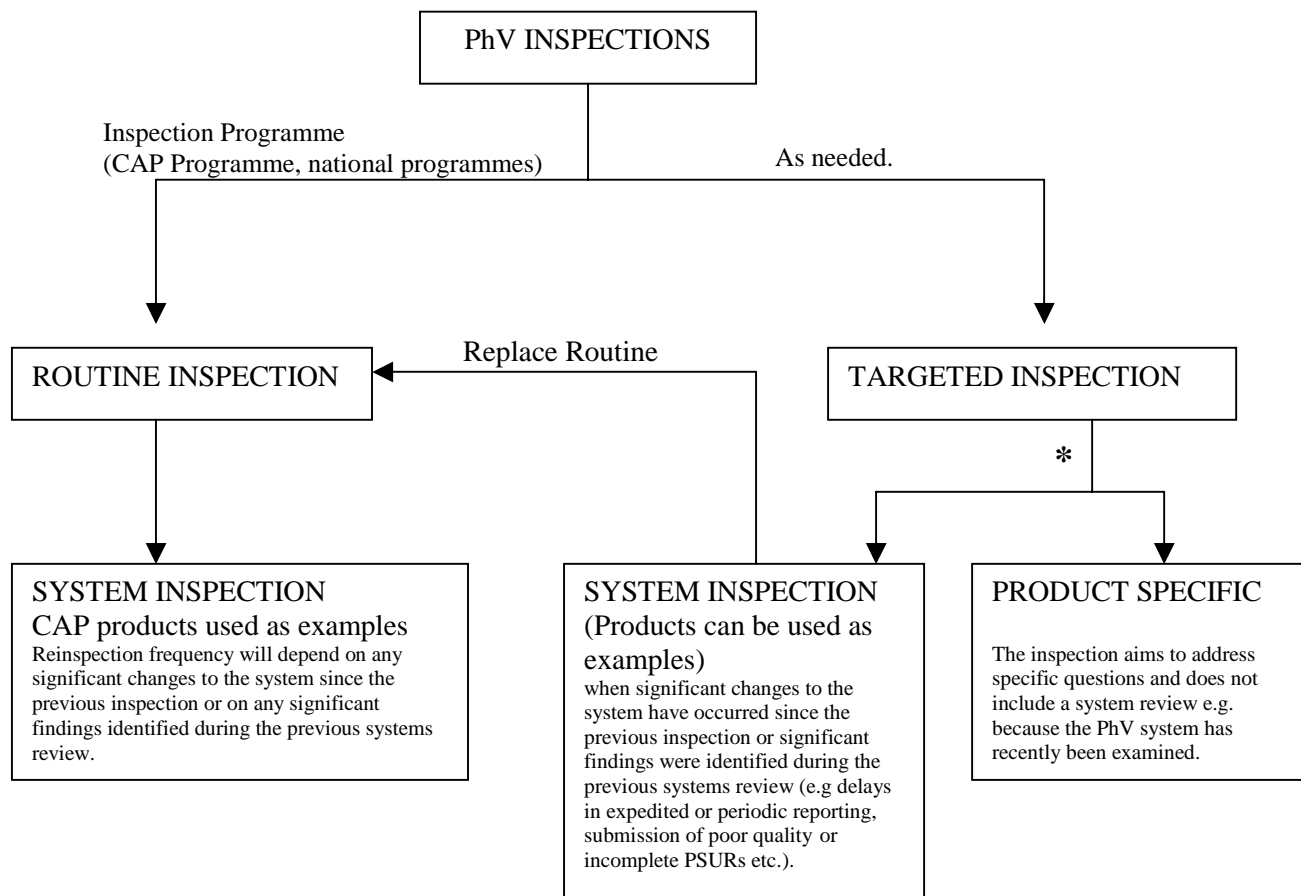 PhV INSPECTIONS
Inspection Programme
(CAP Programme, national programmes)
As needed.
Replace Routine
ROUTINE INSPECTION
TARGETED INSPECTION
*
SYSTEM INSPECTION
CAP products used as examples
Reinspection frequency will depend on any
significant changes to the system since the
previous inspection or on any significant
findings identified during the previous systems
review.
SYSTEM INSPECTION
(Products can be used as
examples)
when significant changes to the
system have occurred since the
previous inspection or significant
findings were identified during the
previous systems review (e.g delays
in expedited or periodic reporting,
submission of poor quality or
incomplete PSURs etc.).
PRODUCT SPECIFIC
The inspection aims to address
specific questions and does not
include a system review e.g.
because the PhV system has
recently been examined.